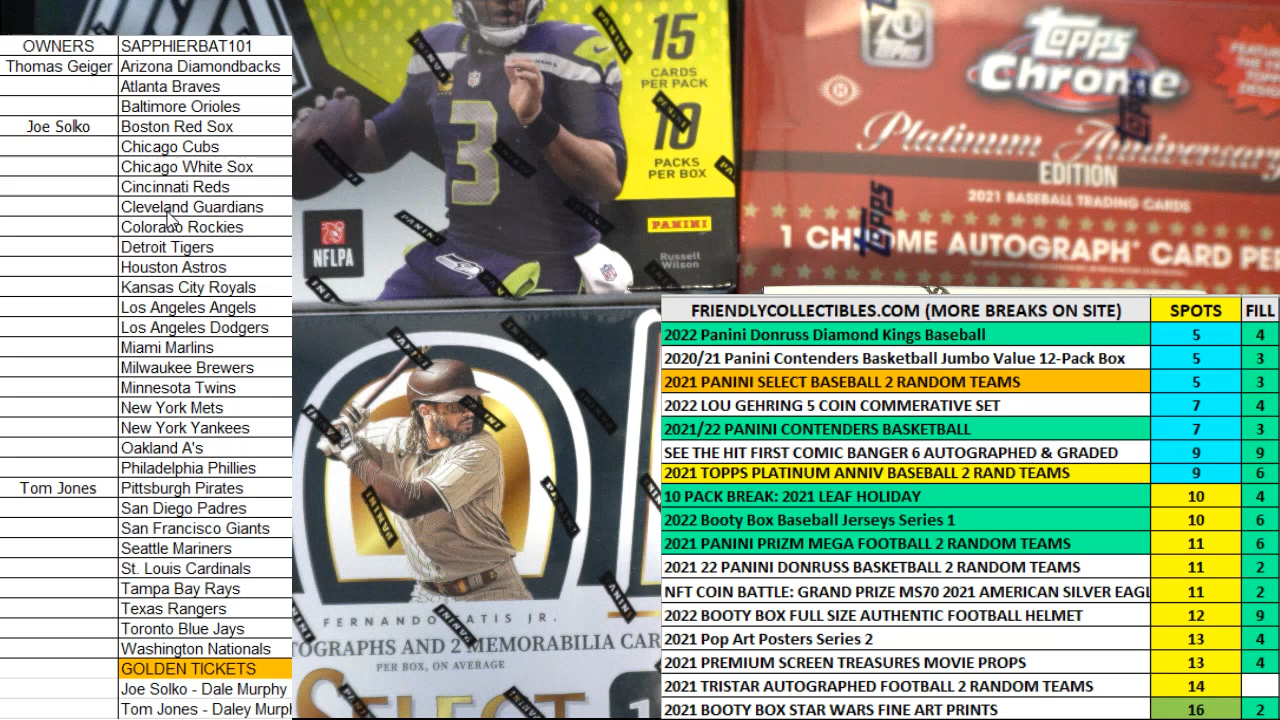 OWNERS SAPPHIERBAT101
Thomas Geiger Arizona Diamondbacks
Atlanta Braves
Baltimore Orioles
Joe Solko Boston Red Sox
Chicago Cubs
Chicago White Sox
Cincinnati Reds
Cleveland Guardians
Colorado Rockies
Detroit Tigers
Houston Astros
Kansas City Royals
Los Angeles Angels
Los Angeles Dodgers
Miami Marlins
Milwaukee Brewers
Minnesota Twins
New York Mets
New York Yankees
Oakland A's
Philadelphia Phillies
Tom Jones Pittsburgh Pirates
San Diego Padres
San Francisco Giants
Seattle Mariners
St. Louis Cardinals
Tampa Bay Rays
Texas Rangers
Toronto Blue Jays
Washington Nationals
GOLDEN TICKETS
Joe Solko - Dale Murphy
Tom Jones - Daley Murph
15
CARDS
PER PACK
10
PACKS
PER BOX
PANINI
Russell
Wilson
3
NFLPA
NFL
70
topps
Topps
Chrome
Platinum Anniversary
EDITION
2021 BASEBALL TRADING CARDS
1 CHROME AUTOGRAPH* CARD PE
FEATURING
topps
topps
FERNANDO TATIS JR.
TOGRAPHS AND 2 MEMORABILIA CAR
PER BOX, ON AVERAGE
SELECT
FRIENDLYCOLLECTIBLES.COM (MORE BREAKS ON SITE) SPOTS FILL
2022 Panini Donruss Diamond Kings Baseball 5 4
2020/21 Panini Contenders Basketball Jumbo Value 12-Pack Box 5 3
2021 PANINI SELECT BASEBALL 2 RANDOM TEAMS 5 3
2022 LOU GEHRING 5 COIN COMMERATIVE SET 7 4
2021/22 PANINI CONTENDERS BASKETBALL 7 3
SEE THE HIT FIRST COMIC BANGER 6 AUTOGRAPHED & GRADED 9 9
2021 TOPPS PLATINUM ANNIV BASEBALL 2 RAND TEAMS 9 6
10 PACK BREAK: 2021 LEAF HOLIDAY 10 4
2022 Booty Box Baseball Jerseys Series 1 10 6
2021 PANINI PRIZM MEGA FOOTBALL 2 RANDOM TEAMS 11 6
2021 22 PANINI DONRUSS BASKETBALL 2 RANDOM TEAMS 11 2
NFT COIN BATTLE: GRAND PRIZE MS70 2021 AMERICAN SILVER EAGL 11 2
2022 BOOTY BOX FULL SIZE AUTHENTIC FOOTBALL HELMET 12 9
2021 Pop Art Posters Series 2 13 4
2021 PREMIUM SCREEN TREASURES MOVIE PROPS 13 4
2021 TRISTAR AUTOGRAPHED FOOTBALL 2 RANDOM TEAMS 14
2021 BOOTY BOX STAR WARS FINE ART PRINTS 16 2